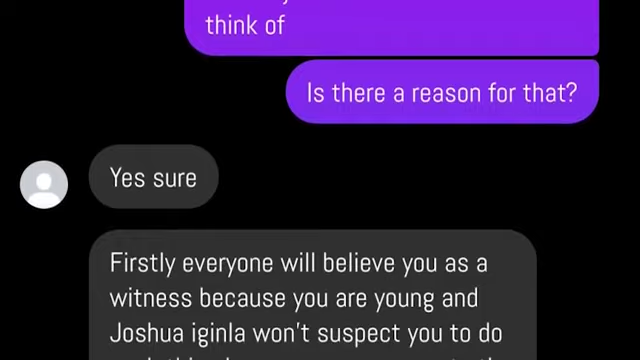 think of
Is there a reason for that?
Yes sure
Firstly everyone will believe you as a
witness because you are young and
Joshua iginla won't suspect you to do